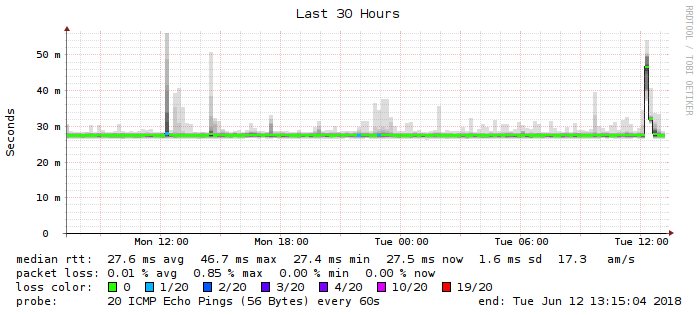 Last 30 Hours
RRDTOOL / TOBI OETIKER
Seconds
50 m
40 m
30 m
20 m
10 m
0
Mon 12:00 Mon 18:00 Tue 00:00 Tue 06:00 Tue 12:00
median rtt: 27.6 ms avg 46.7 ms max 27.4 ms min 27.5 ms now 1.6 ms sd 17.3 am/s
packet loss: 0.01 % avg 0.85 % max 0.00 % min 0.00 % now
loss color: 0 1/20 2/20 3/20 4/20 10/20 19/20
probe: 20 ICMP Echo Pings (56 Bytes) every 60s end: Tue Jun 12 13:15:04 2018